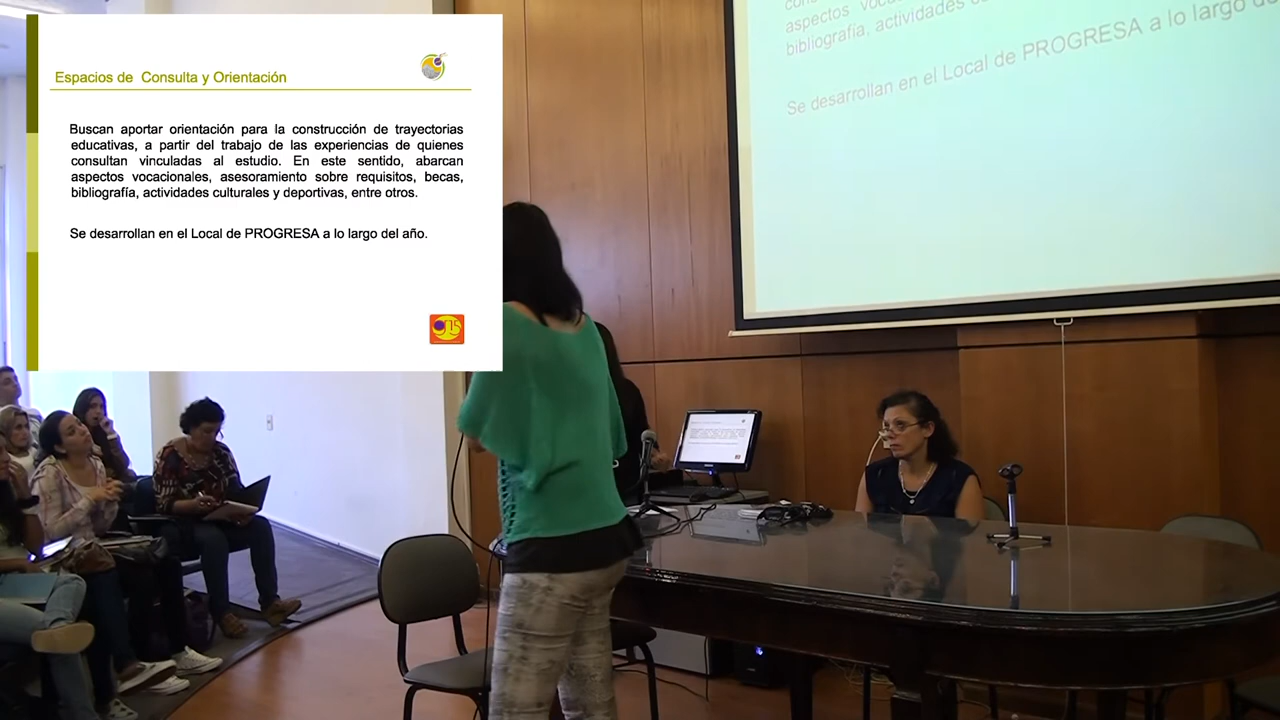 Espacios de Consulta y Orientación
Buscan aportar orientación para la construcción de trayectorias
educativas, a partir del trabajo de las experiencias de quienes
consultan vinculadas al estudio. En este sentido, abarcan
aspectos vocacionales, asesoramiento sobre requisitos, becas,
bibliografía, actividades culturales y deportivas, entre otros.
Se desarrollan en el Local de PROGRESA a lo largo del año.
aspectos
bibliografía, actividades
Se desarrollan en el Local de PROGRESA a lo largo